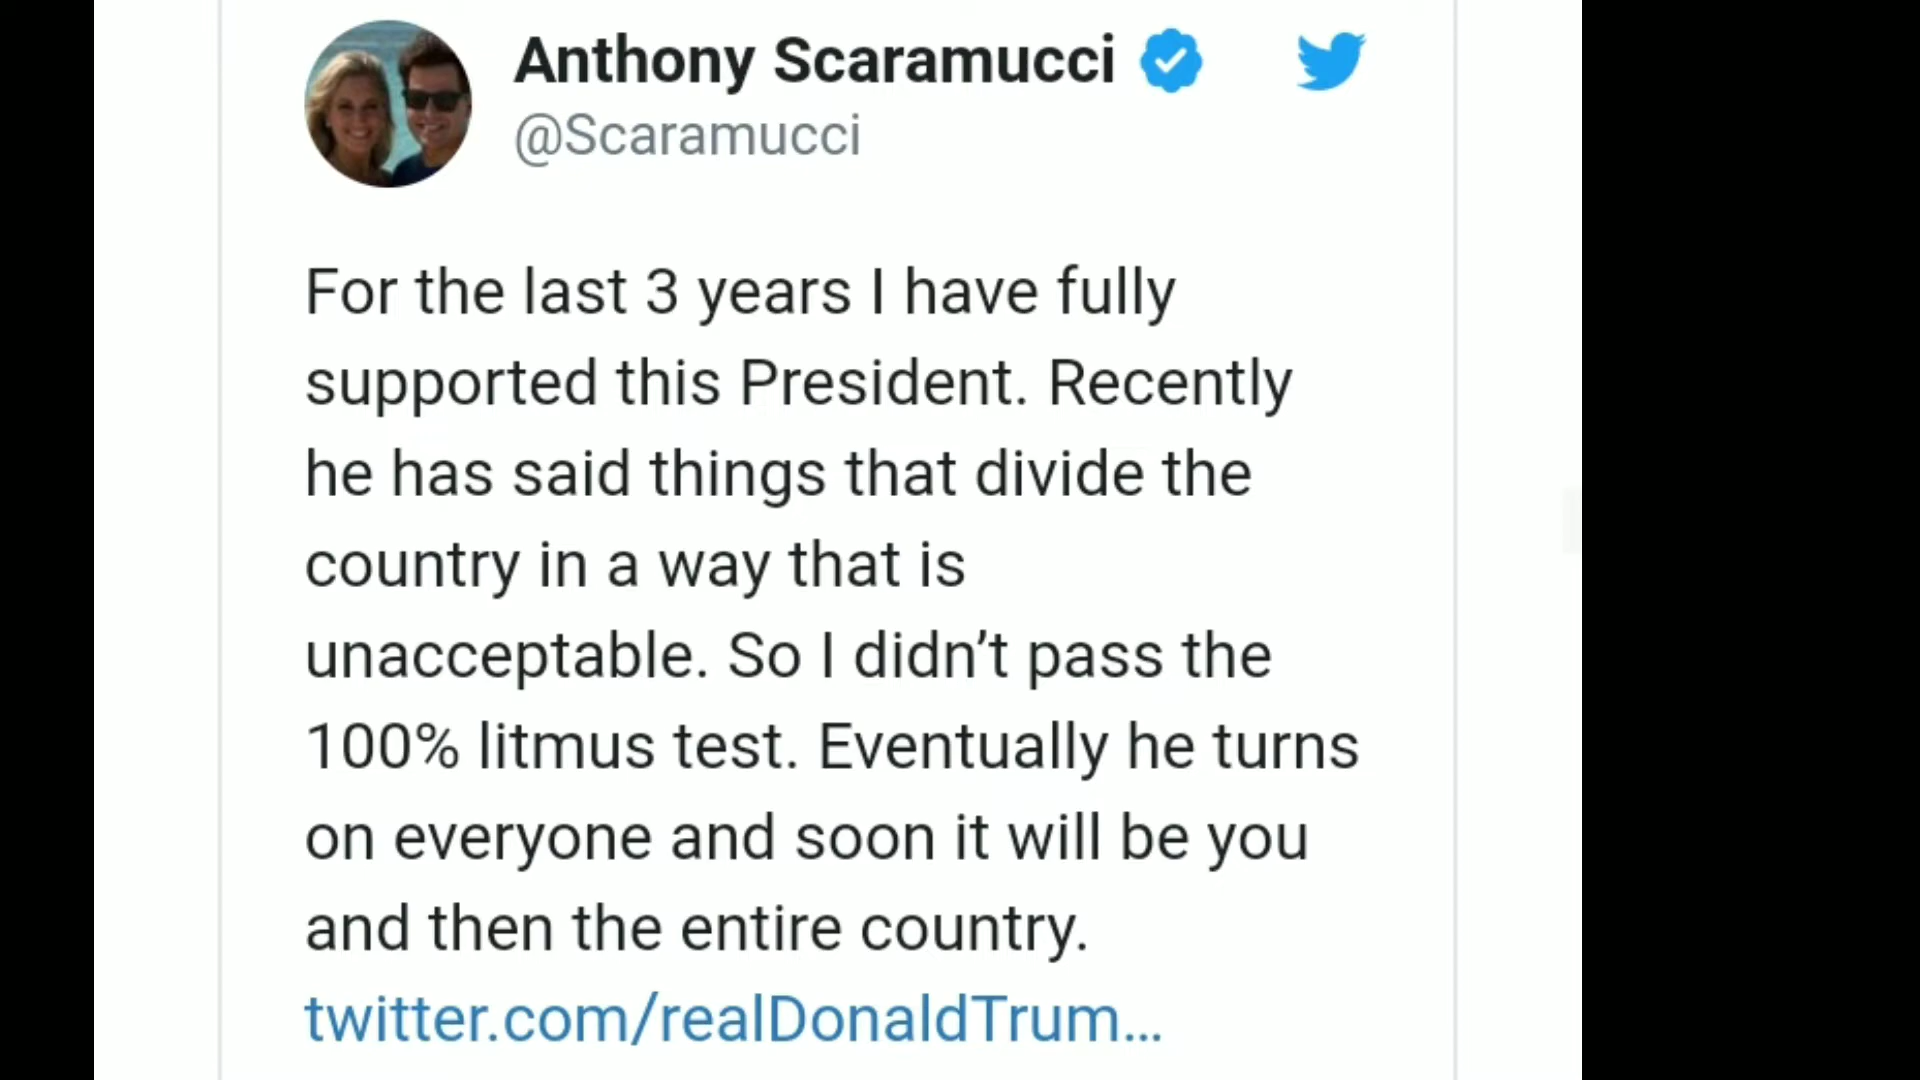 Anthony Scaramucci
@Scaramucci
For the last 3 years I have fully
supported this President. Recently
he has said things that divide the
country in a way that is
unacceptable. So I didn’t pass the
100% litmus test. Eventually he turns
on everyone and soon it will be you
and then the entire country.
twitter.com/realDonaldTrum…